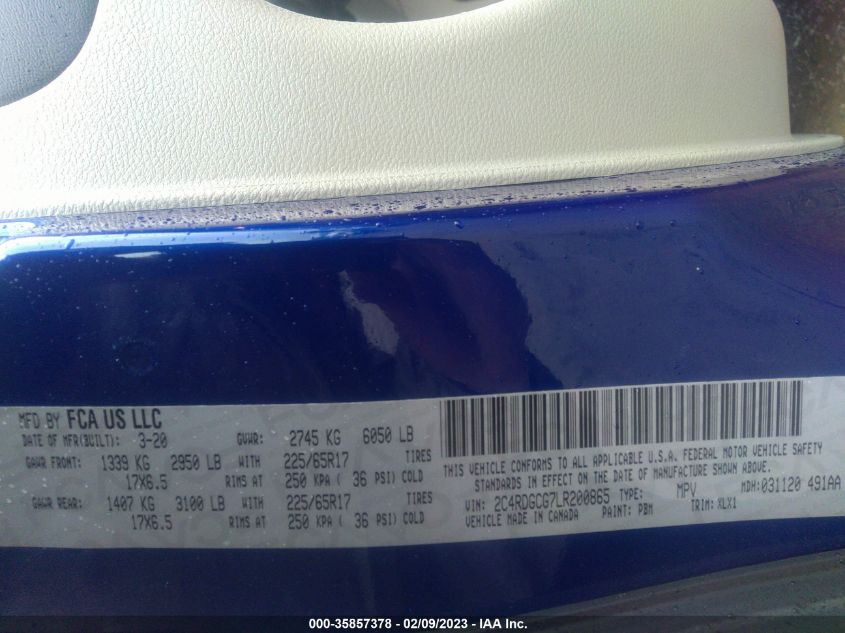 MFD BY FCA US LLC
DATE OF MFR(BUILT): 3-20 GVWR: 2745 KG 6050 LB
GAWR FRONT: 1339 KG 2950 LB WITH 225/65R17 TIRES
17X6.5 RIMS AT 250 KPA ( 36 PSI) COLD
GAWR REAR: 1407 KG 3100 LB WITH 225/65R17 TIRES
17X6.5 RIMS AT 250 KPA ( 36 PSI) COLD
THIS VEHICLE CONFORMS TO ALL APPLICABLE U.S.A. FEDERAL MOTOR VEHICLE SAFETY
STANDARDS IN EFFECT ON THE DATE OF MANUFACTURE SHOWN ABOVE.
VIN: 2C4RDGCG7LR200865 TYPE: MPV MDH: 031120 491AA
VEHICLE MADE IN CANADA PAINT: PBM TRIM: XLX1
000-35857378 - 02/09/2023 - IAA Inc.